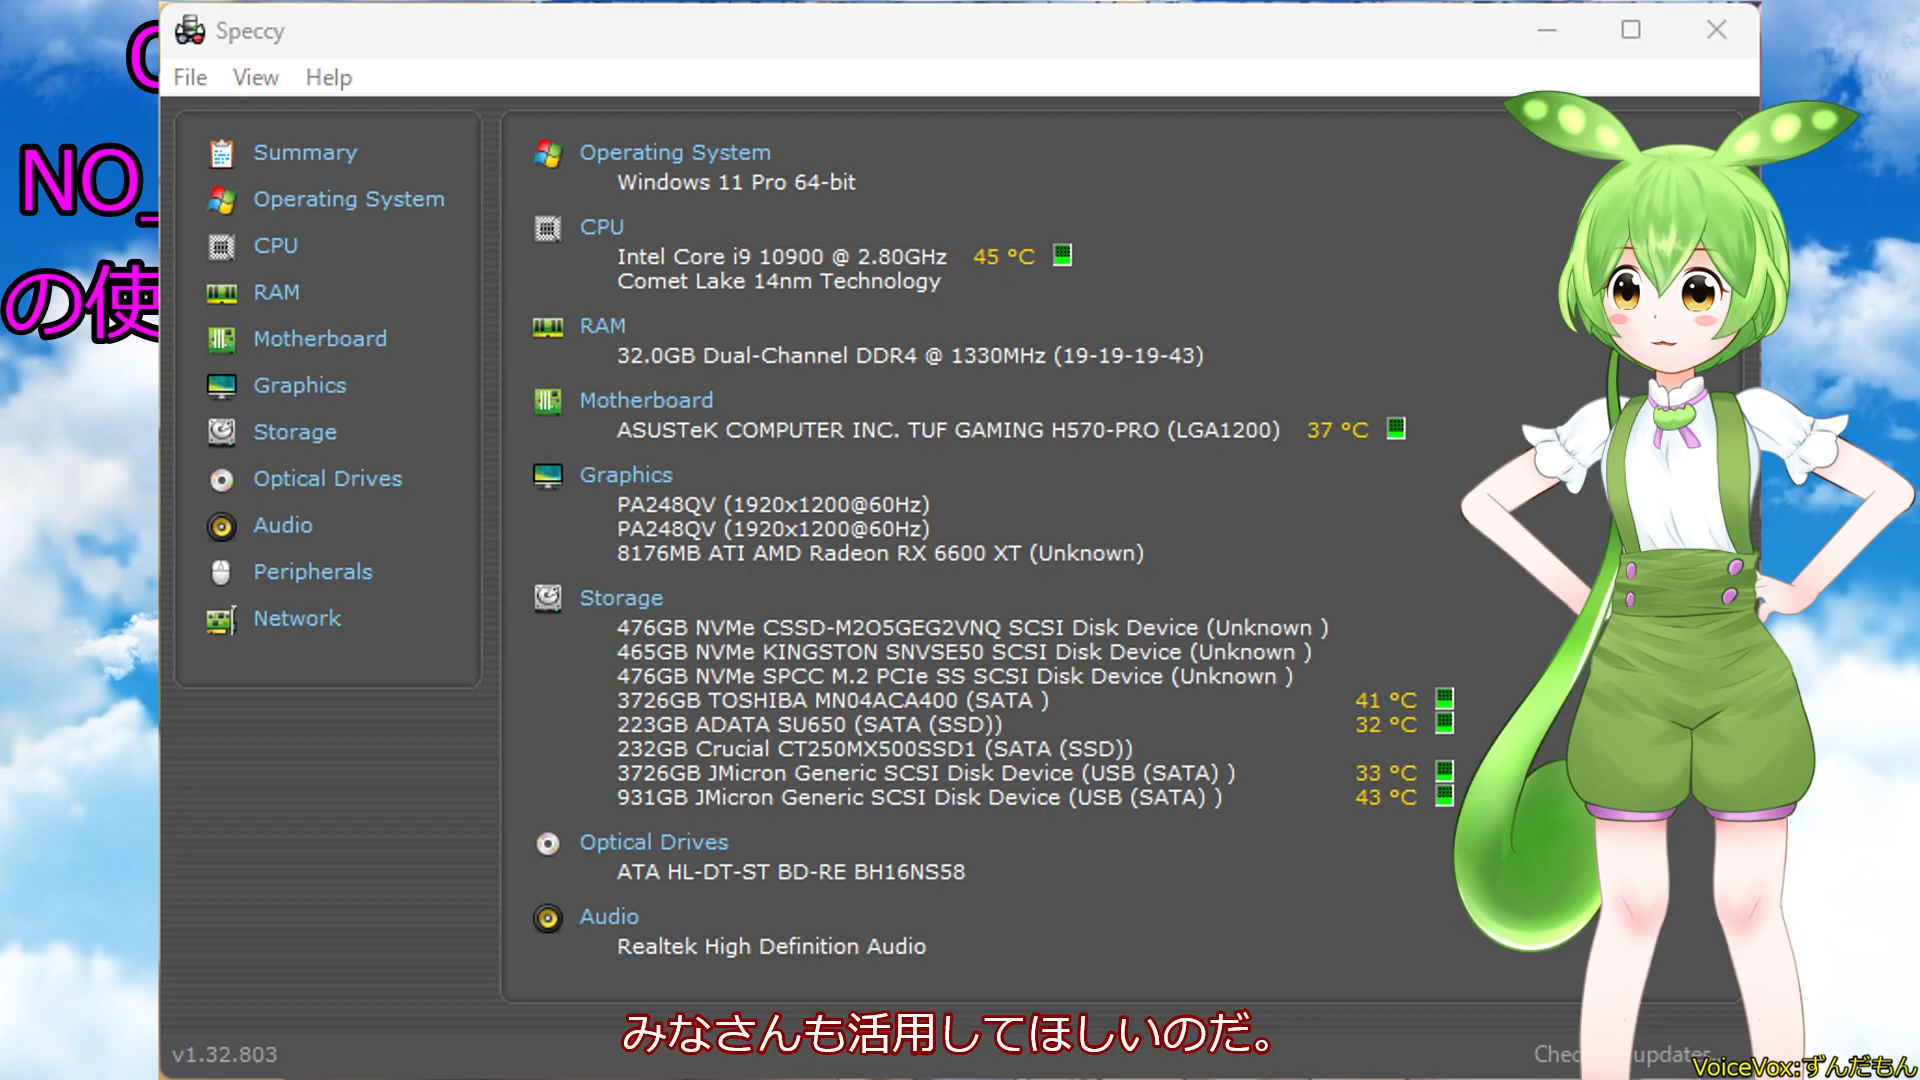 Speccy
File View Help
NO_
の使
Summary
Operating System
CPU
RAM
Motherboard
Graphics
Storage
Optical Drives
Audio
Peripherals
Network
Operating System
Windows 11 Pro 64-bit
CPU
Intel Core i9 10900 @ 2.80GHz 45 °C
Comet Lake 14nm Technology
RAM
32.0GB Dual-Channel DDR4 @ 1330MHz (19-19-19-43)
Motherboard
ASUSTeK COMPUTER INC. TUF GAMING H570-PRO (LGA1200) 37 °C
Graphics
PA248QV (1920x1200@60Hz)
PA248QV (1920x1200@60Hz)
8176MB ATI AMD Radeon RX 6600 XT (Unknown)
Storage
476GB NVMe CSSD-M2O5GEG2VNQ SCSI Disk Device (Unknown )
465GB NVMe KINGSTON SNVSE50 SCSI Disk Device (Unknown )
476GB NVMe SPCC M.2 PCIe SS SCSI Disk Device (Unknown )
3726GB TOSHIBA MN04ACA400 (SATA ) 41 °C
223GB ADATA SU650 (SATA (SSD)) 32 °C
232GB Crucial CT250MX500SSD1 (SATA (SSD))
3726GB JMicron Generic SCSI Disk Device (USB (SATA) ) 33 °C
931GB JMicron Generic SCSI Disk Device (USB (SATA) ) 43 °C
Optical Drives
ATA HL-DT-ST BD-RE BH16NS58
Audio
Realtek High Definition Audio
みなさんも活用してほしいのだ。
v1.32.803
updates...
VoiceVox:ずんだもん